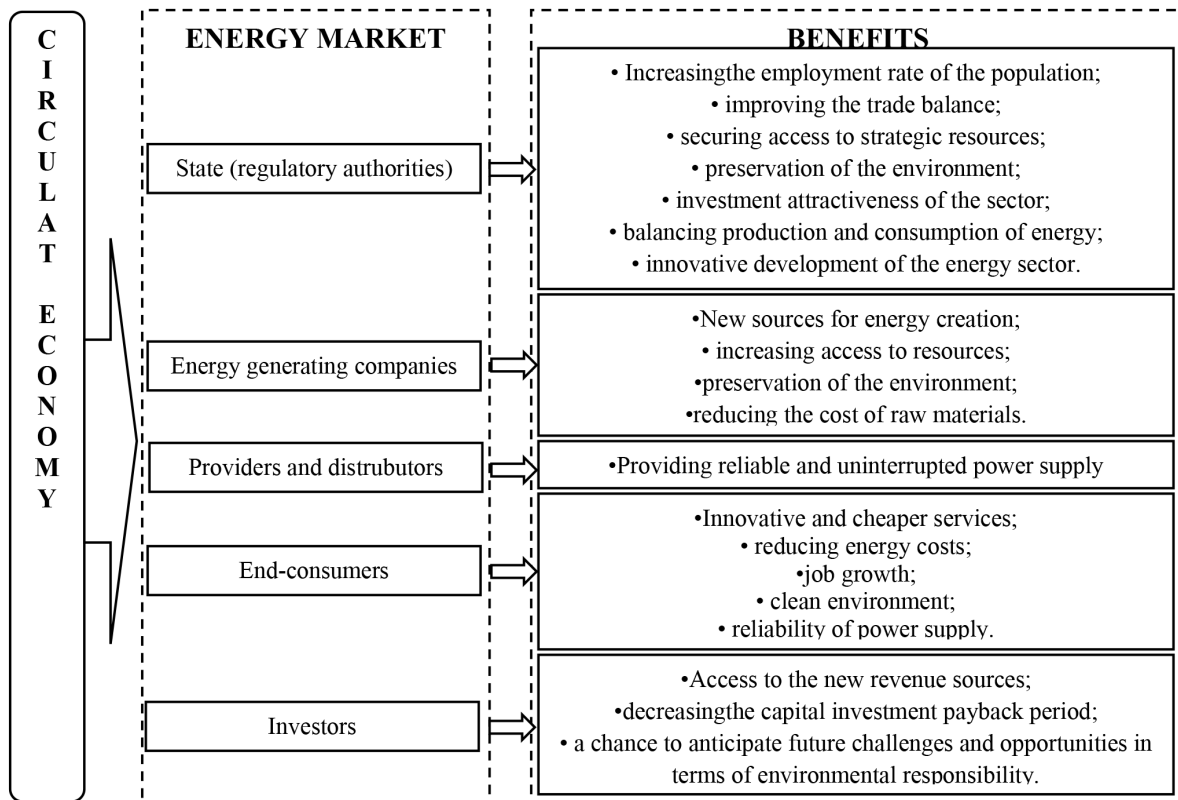 CIRCULAT ECONOMY
ENERGY MARKET
BENEFITS
State (regulatory authorities)
• Increasingthe employment rate of the population;
• improving the trade balance;
• securing access to strategic resources;
• preservation of the environment;
• investment attractiveness of the sector;
• balancing production and consumption of energy;
• innovative development of the energy sector.
Energy generating companies
•New sources for energy creation;
• increasing access to resources;
•preservation of the environment;
•reducing the cost of raw materials.
Providers and distrubutors
•Providing reliable and uninterrupted power supply
End-consumers
•Innovative and cheaper services;
• reducing energy costs;
•job growth;
• clean environment;
• reliability of power supply.
Investors
•Access to the new revenue sources;
•decreasingthe capital investment payback period;
• a chance to anticipate future challenges and opportunities in
terms of environmental responsibility.